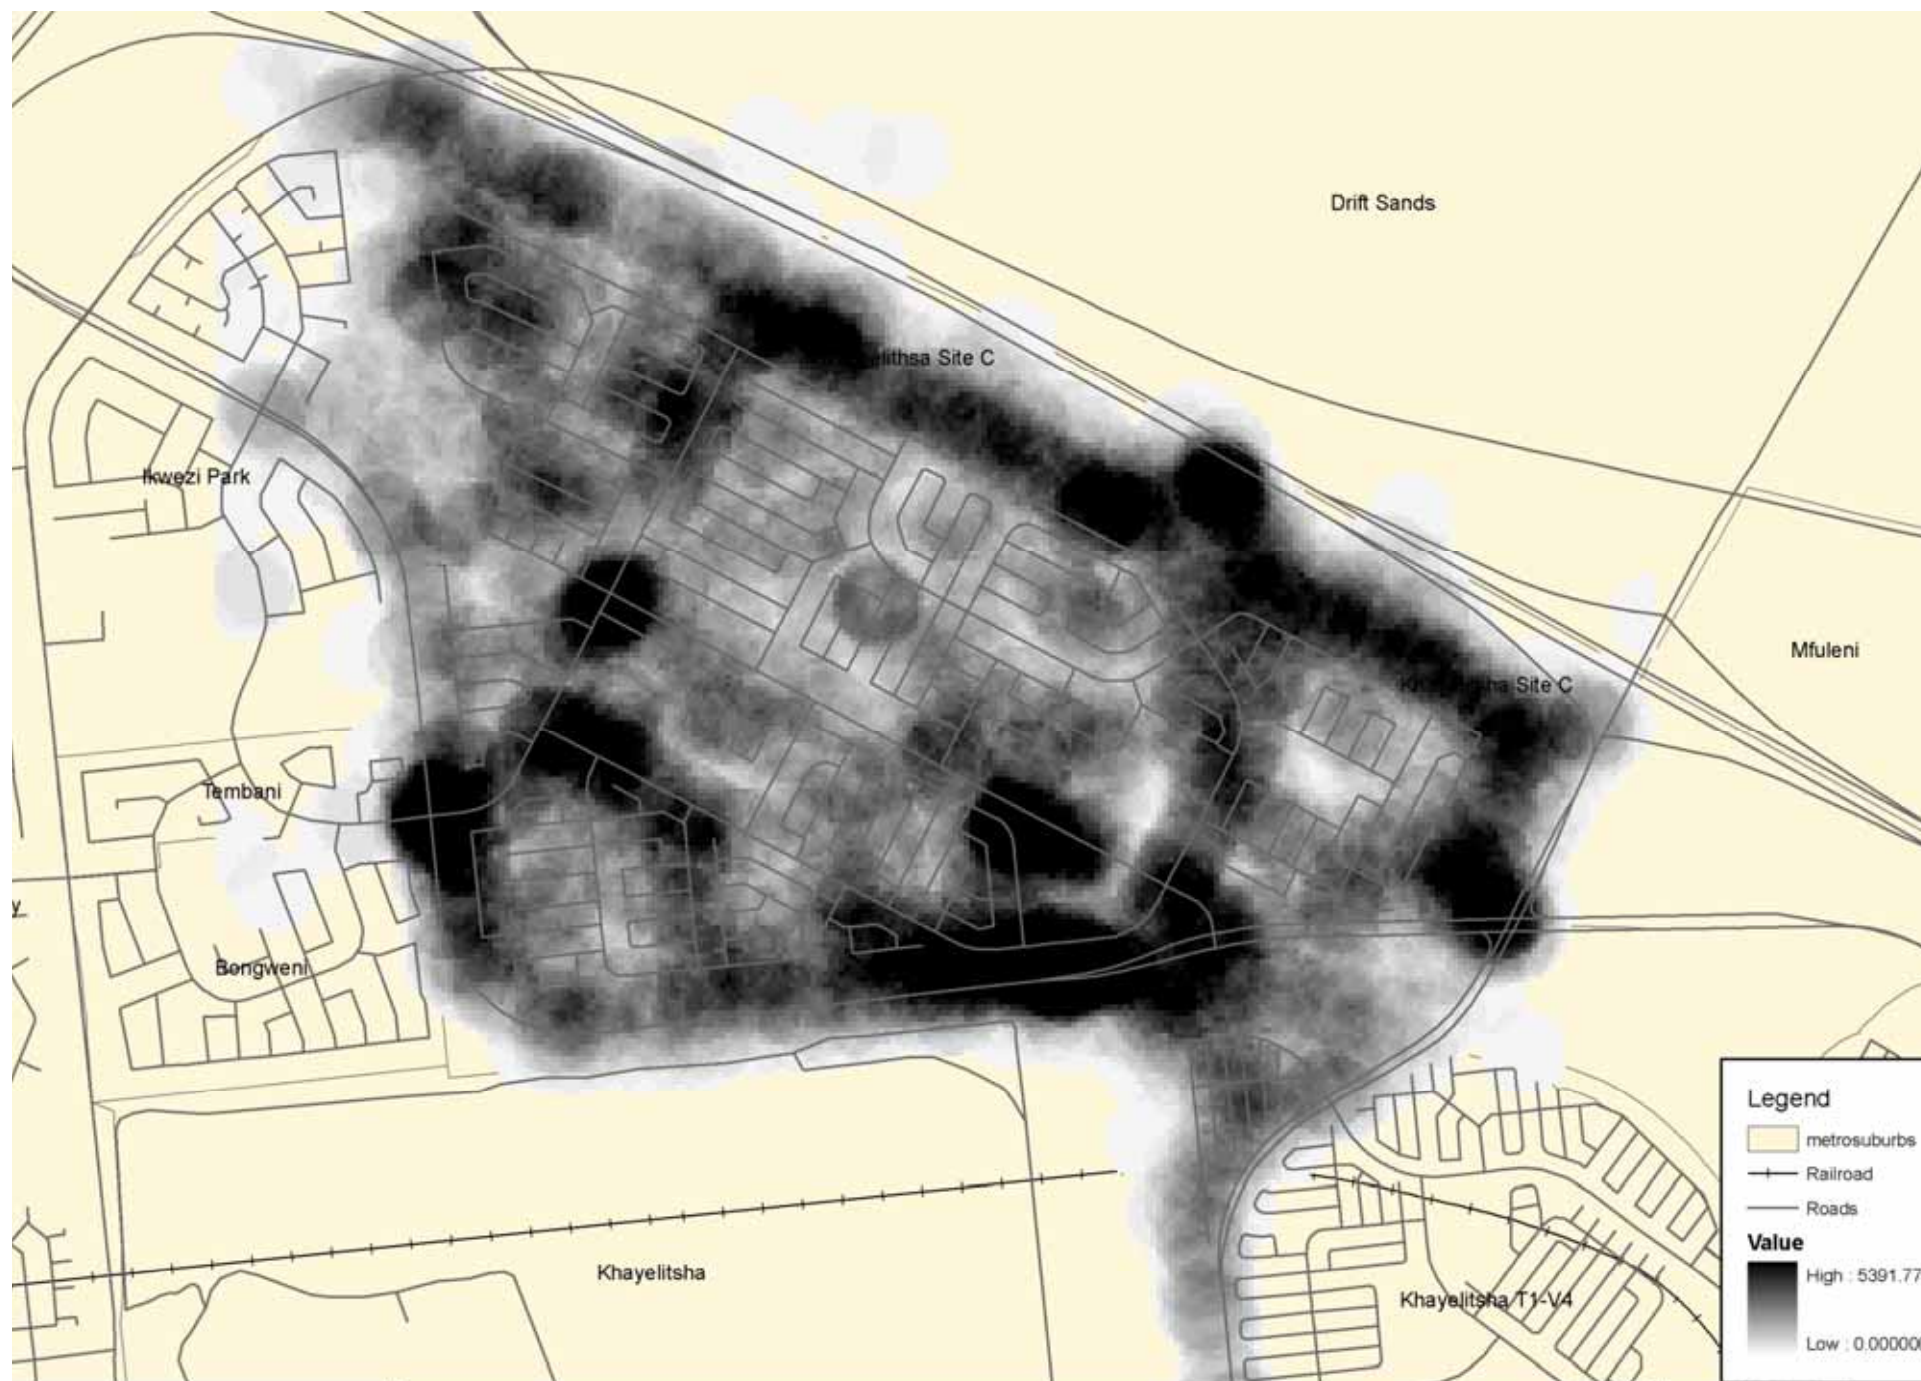 Drift Sands
elithsa Site C
Ikwezi Park
Mfuleni
Site C
Tembani
y
Bongweni
Khayelitsha
Khayelitsha T1-V4
Legend
metrosuburbs
Railroad
Roads
Value
High : 5391.77
Low : 0.00000